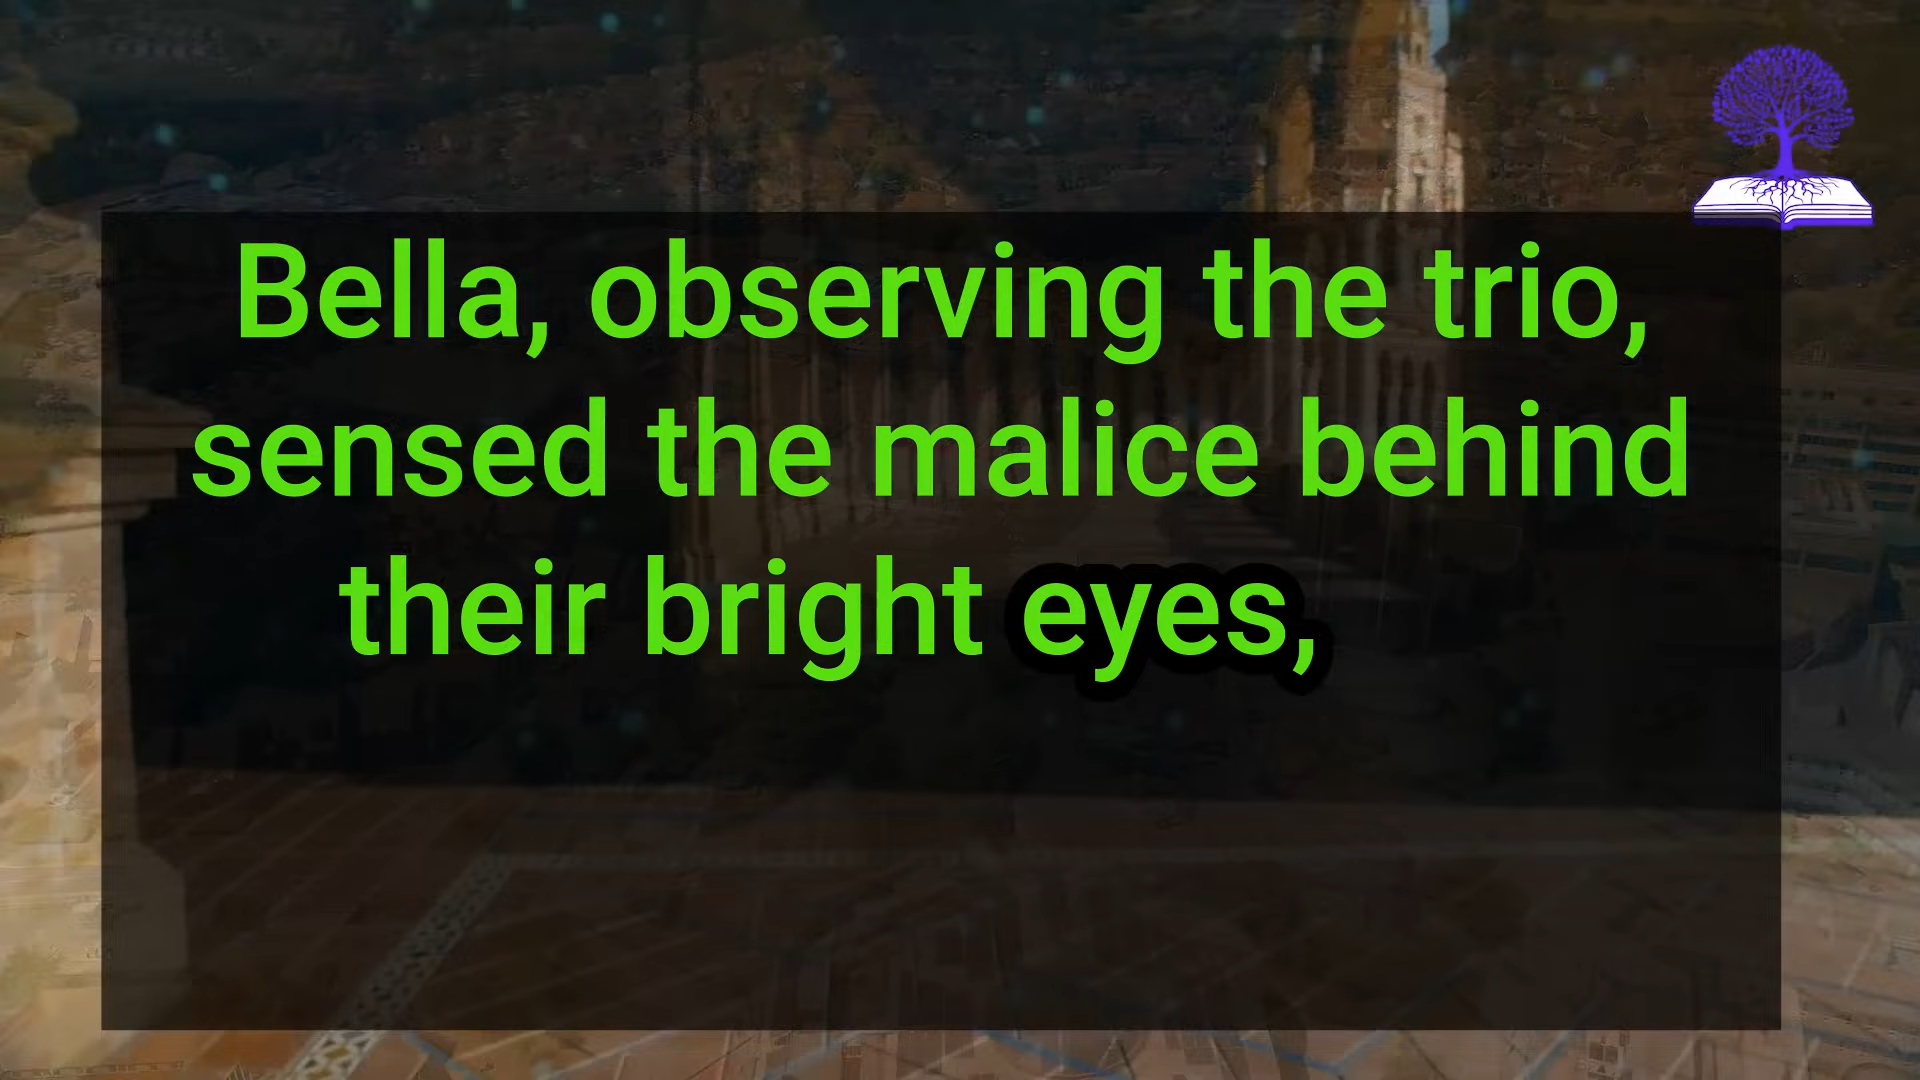 Bella, observing the trio,
sensed the malice behind
their bright eyes,